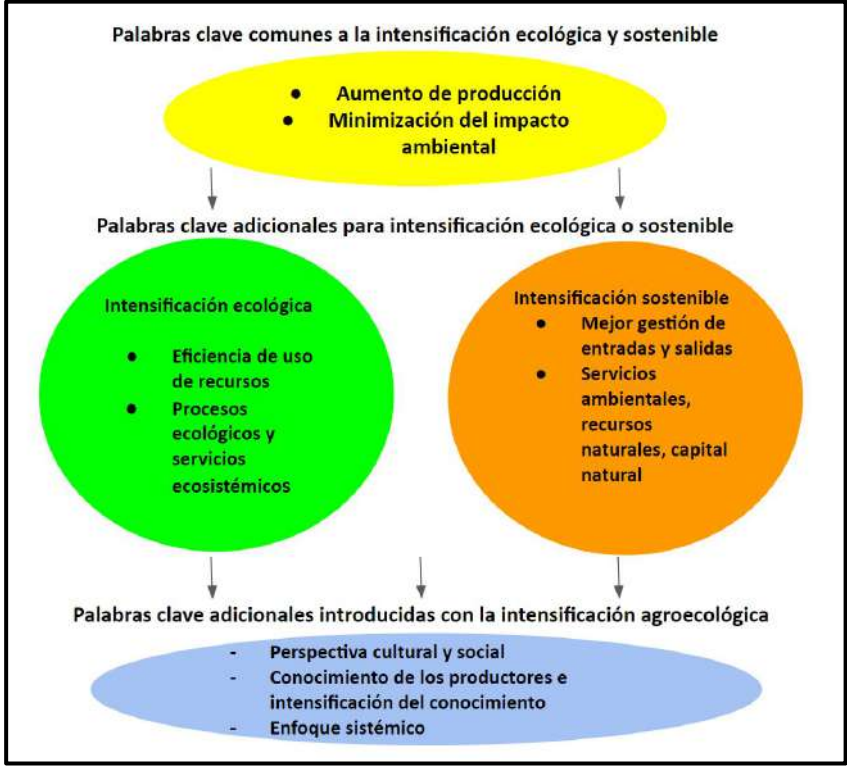 Palabras clave comunes a la intensificación ecológica y sostenible
● Aumento de producción
● Minimización del impacto
ambiental
Palabras clave adicionales para intensificación ecológica o sostenible
Intensificación ecológica
● Eficiencia de uso
de recursos
● Procesos
ecológicos y
servicios
ecosistémicos
Intensificación sostenible
● Mejor gestión de
entradas y salidas
● Servicios
ambientales,
recursos
naturales, capital
natural
Palabras clave adicionales introducidas con la intensificación agroecológica
- Perspectiva cultural y social
- Conocimiento de los productores e
intensificación del conocimiento
- Enfoque sistémico